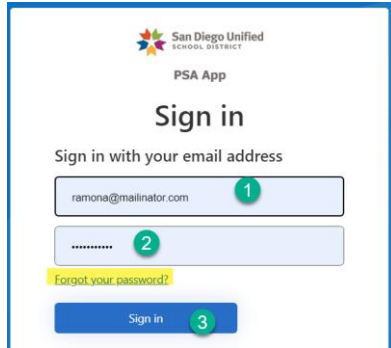 San Diego Unified
SCHOOL DISTRICT
PSA App
Sign in
Sign in with your email address
ramona@mailinator.com 1
••••••••••• 2
Forgot your password?
Sign in 3